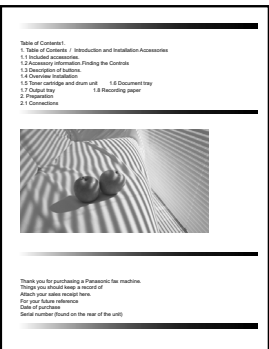 Table of Contents1.
1. Table of Contents / Introduction and Installation Accessories
1.1 Included accessories.
1.2 Accessory information.Finding the Controls
1.3 Description of buttons.
1.4 Overview Installation
1.5 Toner cartridge and drum unit 1.6 Document tray
1.7 Output tray 1.8 Recording paper
2. Preparation
2.1 Connections
Thank you for purchasing a Panasonic fax machine.
Things you should keep a record of
Attach your sales receipt here.
For your future reference
Date of purchase
Serial number (found on the rear of the unit)